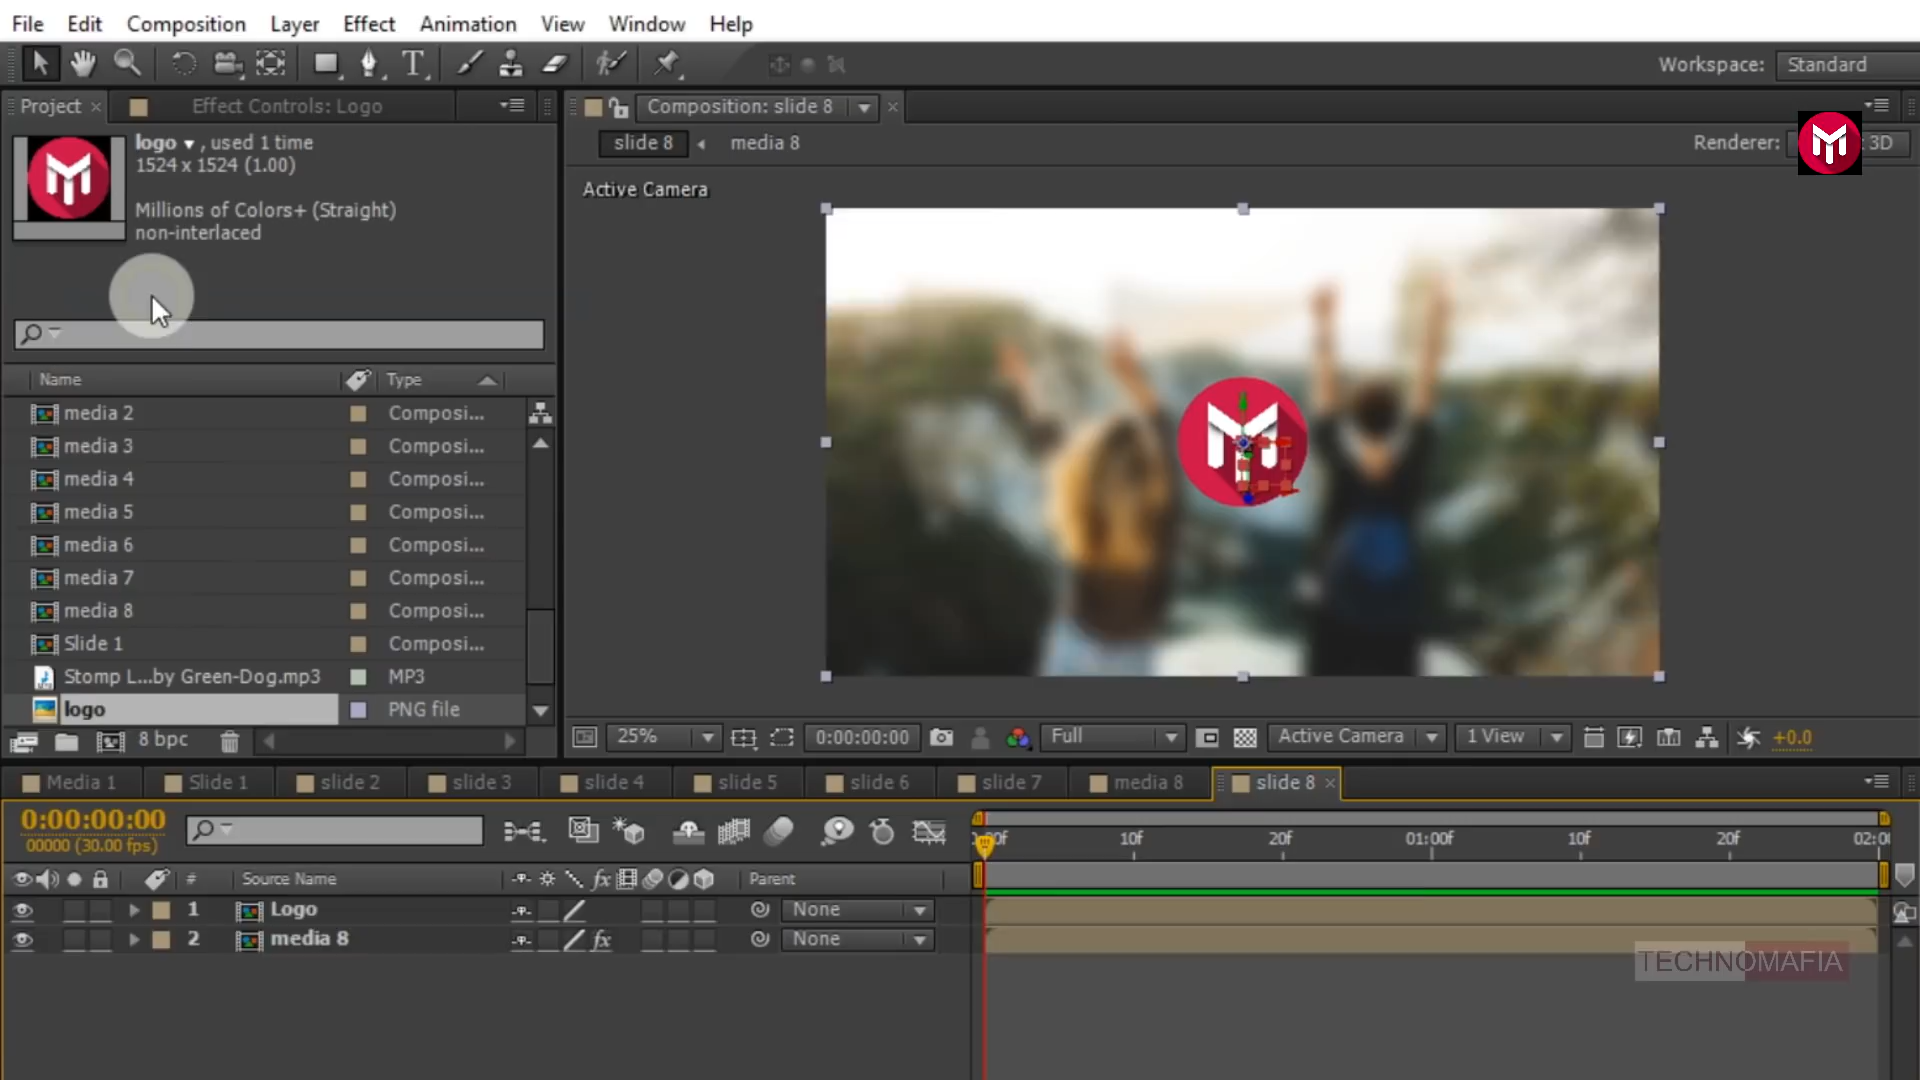 File Edit Composition Layer Effect Animation View Window Help
Workspace: Standard
Project Effect Controls: Logo
Composition: slide 8
logo , used 1 time
1524 x 1524 (1.00)
Millions of Colors+ (Straight)
non-interlaced
slide 8 media 8
Renderer: 3D
Active Camera
Name Type
media 2 Composi...
media 3 Composi...
media 4 Composi...
media 5 Composi...
media 6 Composi...
media 7 Composi...
media 8 Composi...
Slide 1 Composi...
Stomp L...by Green-Dog.mp3 MP3
logo PNG file
8 bpc
25% 0:00:00:00 Full Active Camera 1 View +0.0
Media 1 Slide 1 slide 2 slide 3 slide 4 slide 5 slide 6 slide 7 media 8 slide 8
0:00:00:00
00000 (30.00 fps)
10f 20f 01:00f 10f 20f
# Source Name fx Parent
1 Logo None
2 media 8 fx None
TECHNOMAFIA